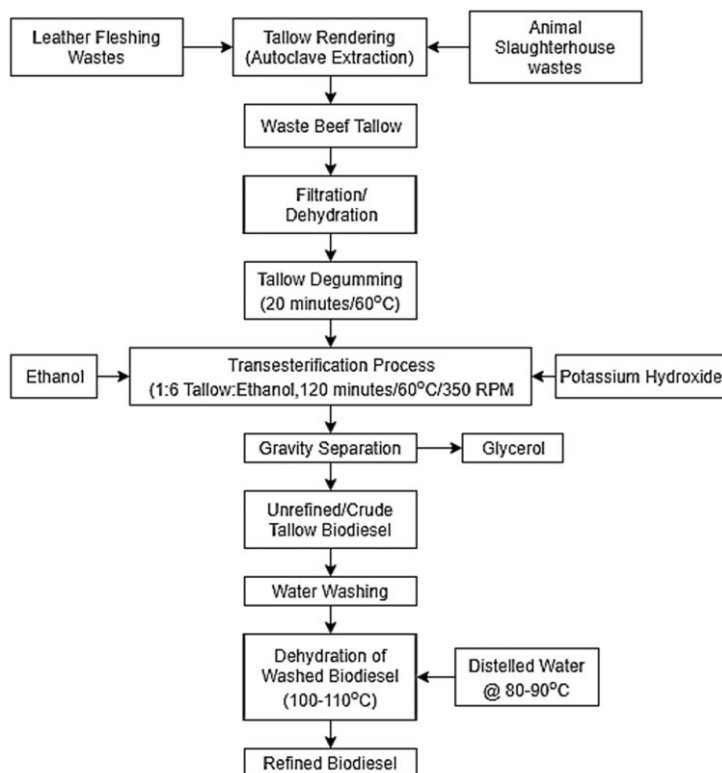 Leather Fleshing
Wastes
Tallow Rendering
(Autoclave Extraction)
Animal
Slaughterhouse
wastes
Waste Beef Tallow
Filtration/
Dehydration
Tallow Degumming
(20 minutes/60°C)
Ethanol
Transesterification Process
(1:6 Tallow:Ethanol,120 minutes/60°C/350 RPM
Potassium Hydroxide
Gravity Separation
Glycerol
Unrefined/Crude
Tallow Biodiesel
Water Washing
Dehydration of
Washed Biodiesel
(100-110°C)
Distelled Water
@ 80-90°C
Refined Biodiesel